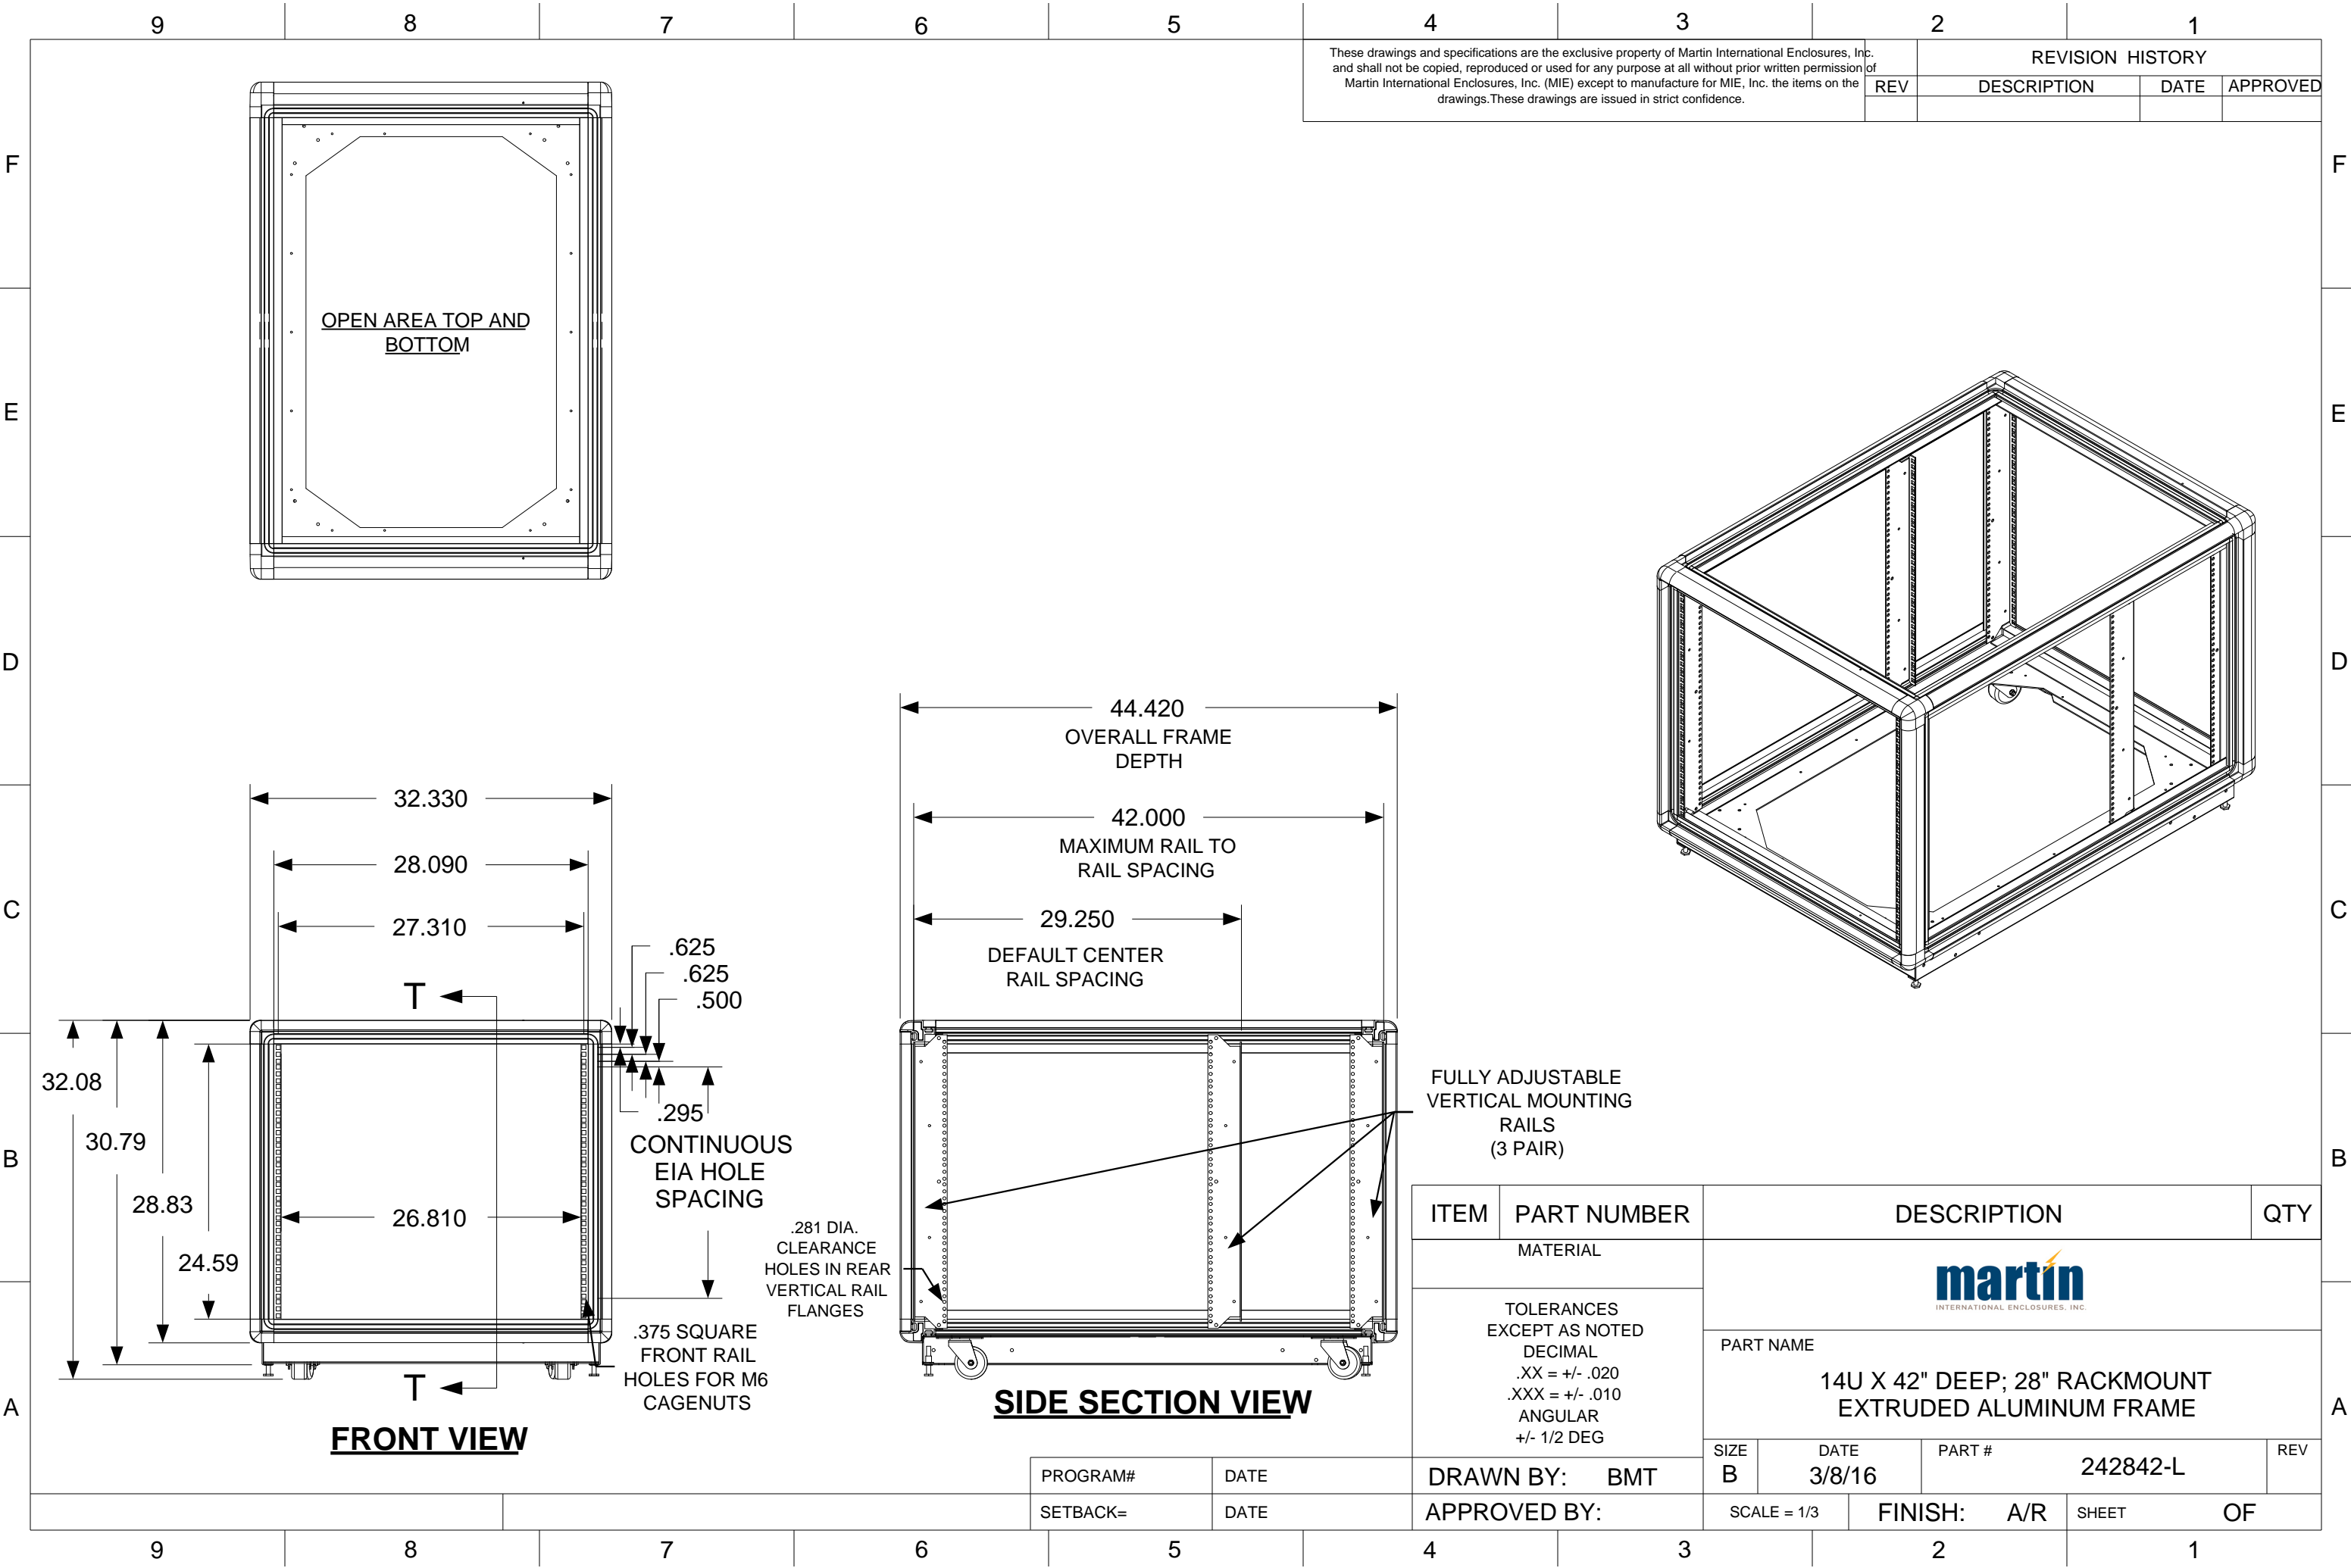 9 8 7 6 5 4 3 2 1
These drawings and specifications are the exclusive property of Martin International Enclosures, Inc.
and shall not be copied, reproduced or used for any purpose at all without prior written permission of
Martin International Enclosures, Inc. (MIE) except to manufacture for MIE, Inc. the items on the
drawings.These drawings are issued in strict confidence.
REVISION HISTORY
REV DESCRIPTION DATE APPROVED
F F
OPEN AREA TOP AND
BOTTOM
E E
D D
44.420
OVERALL FRAME
DEPTH
42.000
MAXIMUM RAIL TO
RAIL SPACING
29.250
DEFAULT CENTER
RAIL SPACING
32.330
28.090
27.310
C C
.625
.625
.500
T
32.08
30.79
28.83
24.59
26.810
.295
CONTINUOUS
EIA HOLE
SPACING
B B
.375 SQUARE
FRONT RAIL
HOLES FOR M6
CAGENUTS
T
FRONT VIEW
.281 DIA.
CLEARANCE
HOLES IN REAR
VERTICAL RAIL
FLANGES
FULLY ADJUSTABLE
VERTICAL MOUNTING
RAILS
(3 PAIR)
SIDE SECTION VIEW
A A
ITEM PART NUMBER DESCRIPTION QTY
MATERIAL
martin
INTERNATIONAL ENCLOSURES, INC.
TOLERANCES
EXCEPT AS NOTED
DECIMAL
.XX = +/- .020
.XXX = +/- .010
ANGULAR
+/- 1/2 DEG
PART NAME
14U X 42" DEEP; 28" RACKMOUNT
EXTRUDED ALUMINUM FRAME
SIZE DATE PART # REV
B 3/8/16 242842-L
PROGRAM# DATE DRAWN BY: BMT
SETBACK= DATE APPROVED BY: SCALE = 1/3 FINISH: A/R SHEET OF
9 8 7 6 5 4 3 2 1